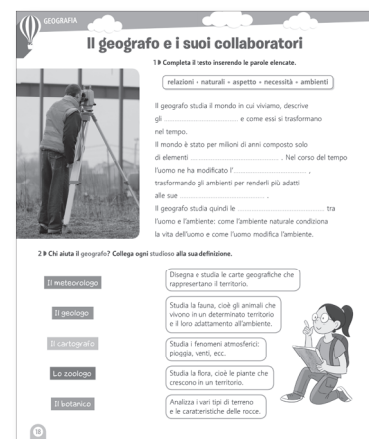 GEOGRAFIA
Il geografo e i suoi collaboratori
1 Completa il testo inserendo le parole elencate.
relazioni • naturali • aspetto • necessità • ambienti
Il geografo studia il mondo in cui viviamo, descrive
gli ........................ e come essi si trasformano
nel tempo.
Il mondo è stato per milioni di anni composto solo
di elementi ........................ . Nel corso del tempo
l'uomo ne ha modificato l'........................ ,
trasformando gli ambienti per renderli più adatti
alle sue ........................ .
Il geografo studia quindi le ........................ tra
l'uomo e l'ambiente: come l'ambiente naturale condiziona
la vita dell'uomo e come l'uomo modifica l'ambiente.
2 Chi aiuta il geografo? Collega ogni studioso alla sua definizione.
Il meteorologo
Il geologo
Il cartografo
Lo zoologo
Il botanico
Disegna e studia le carte geografiche che
rappresentano il territorio.
Studia la fauna, cioè gli animali che
vivono in un determinato territorio
e il loro adattamento all'ambiente.
Studia i fenomeni atmosferici:
pioggia, venti, ecc.
Studia la flora, cioè le piante che
crescono in un territorio.
Analizza i vari tipi di terreno
e le caratteristiche delle rocce.
18